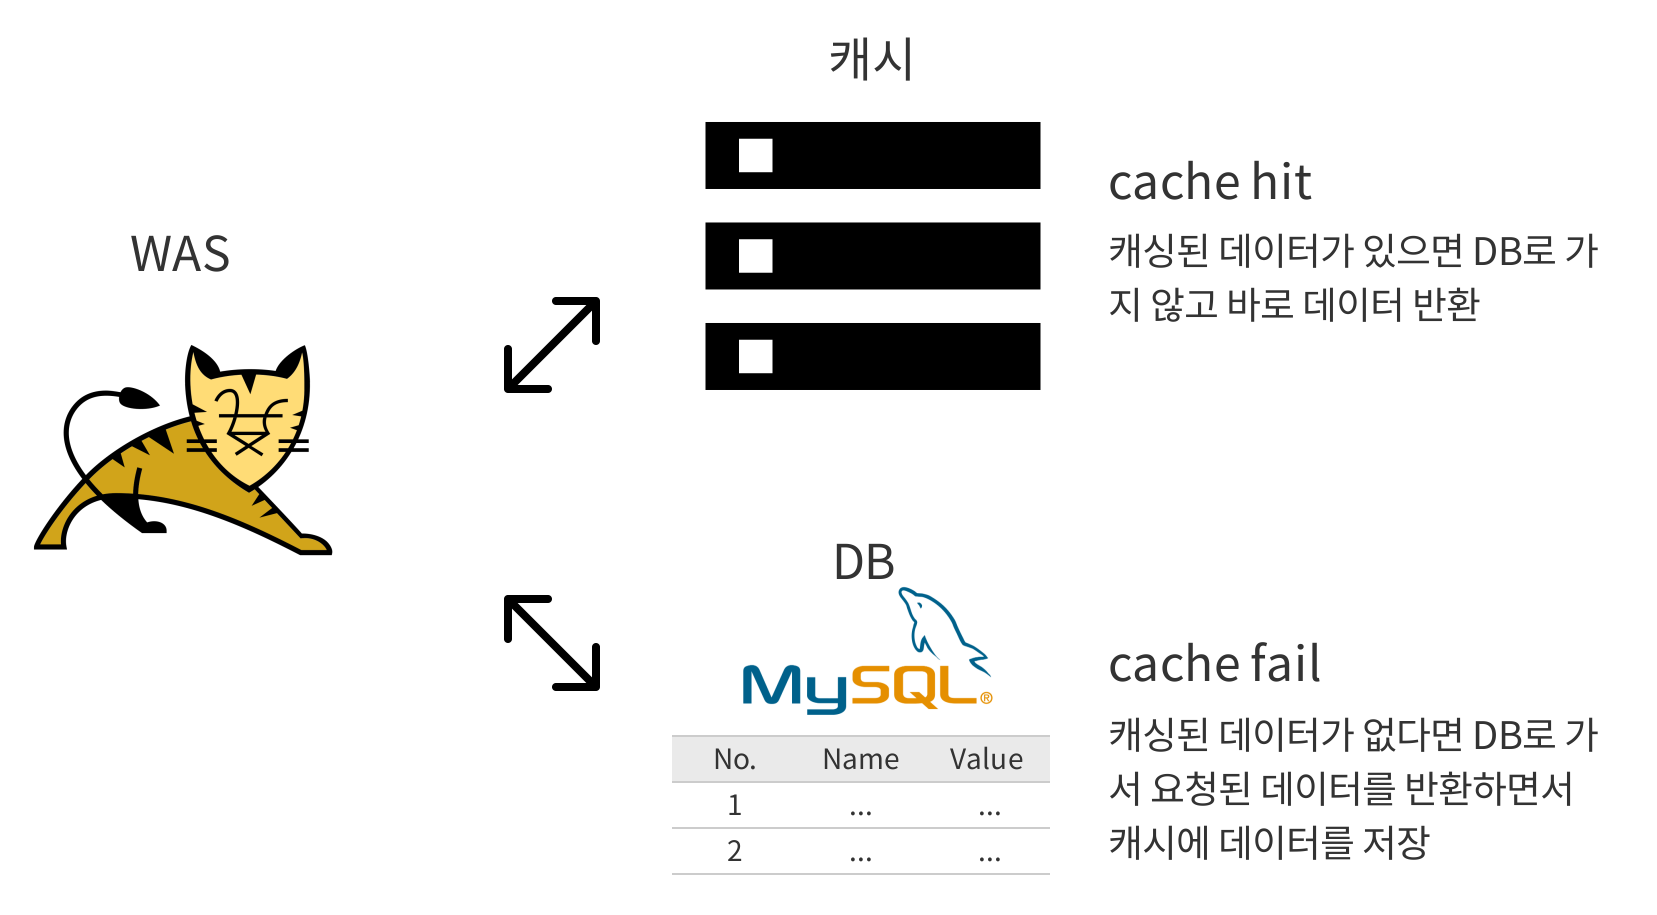 캐시
WAS
cache hit
캐싱된 데이터가 있으면 DB로 가
지 않고 바로 데이터 반환
DB
MySQL®
No. Name Value
1 ... ...
2 ... ...
cache fail
캐싱된 데이터가 없다면 DB로 가
서 요청된 데이터를 반환하면서
캐시에 데이터를 저장